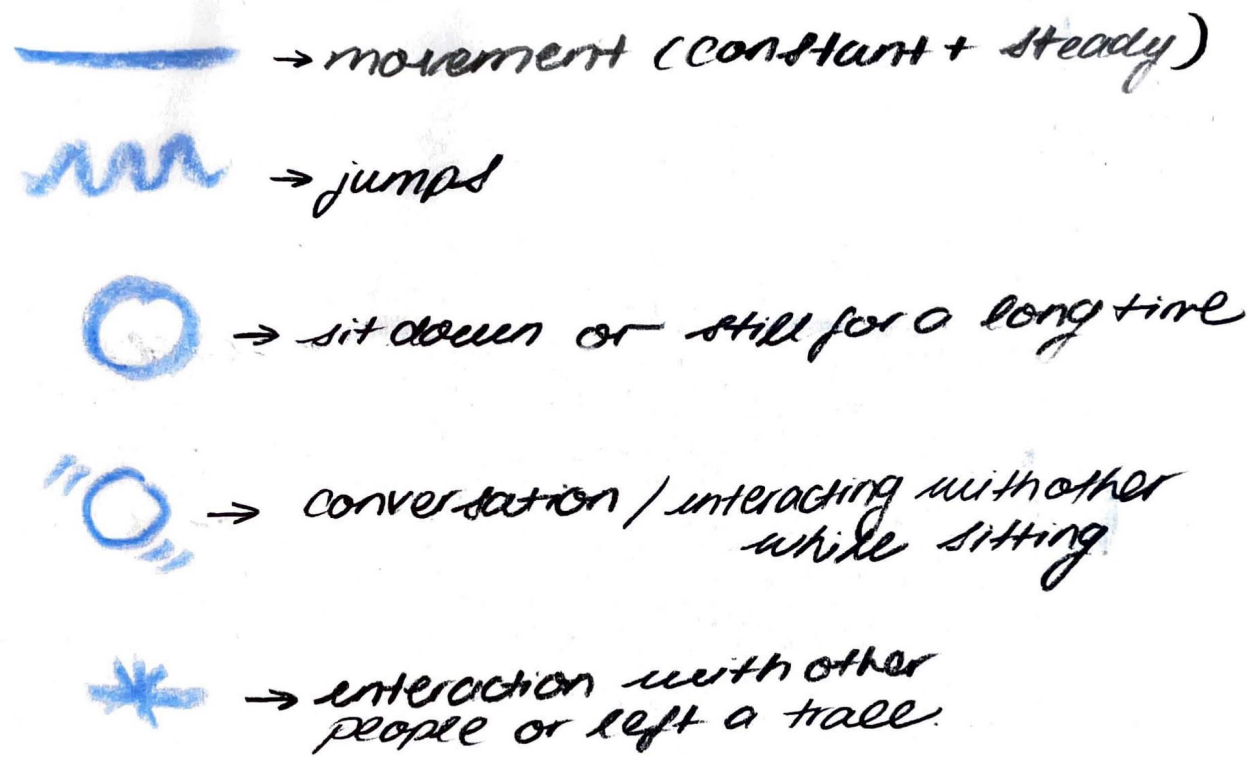 → movement (constant + steady)
→ jumps
→ sit down or still for a long time
→ conversation / interacting with other
while sitting
→ interaction with other
people or left a trace.